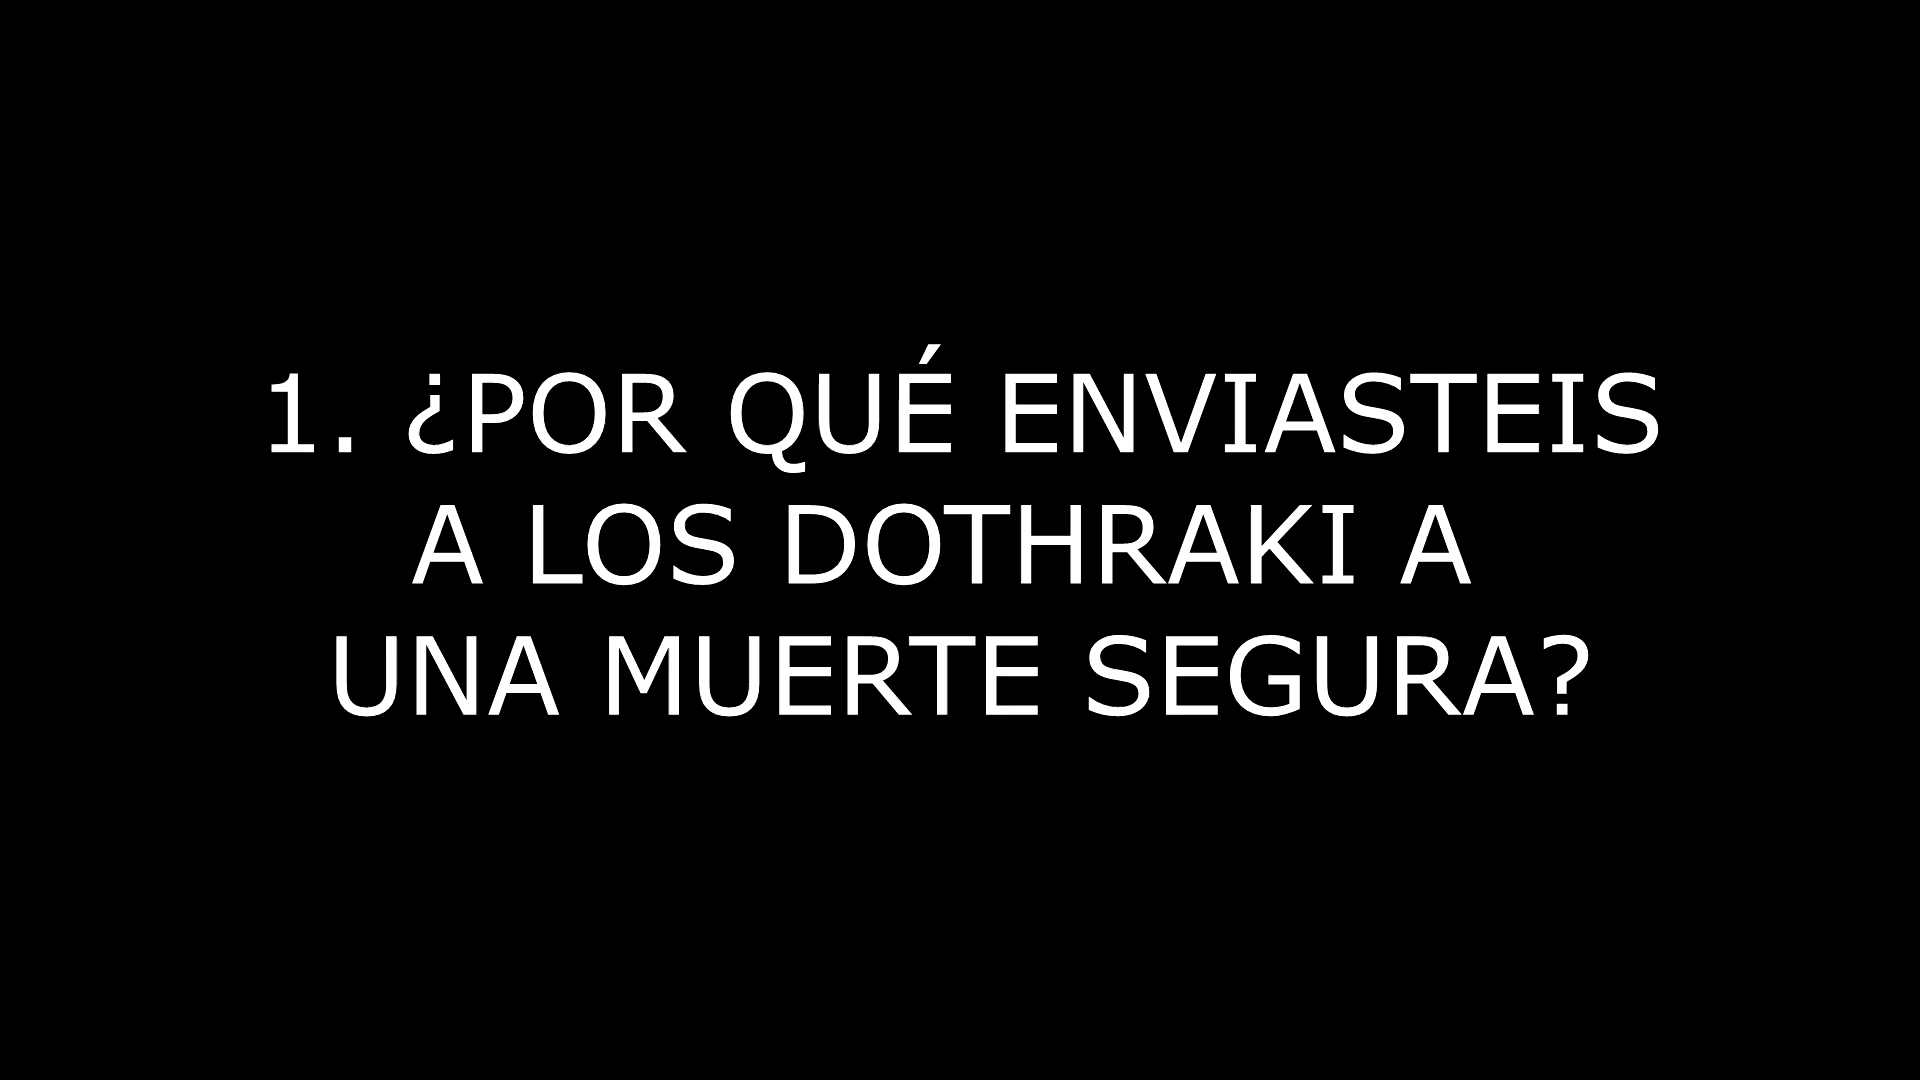 1. ¿POR QUÉ ENVIASTEIS
A LOS DOTHRAKI A
UNA MUERTE SEGURA?